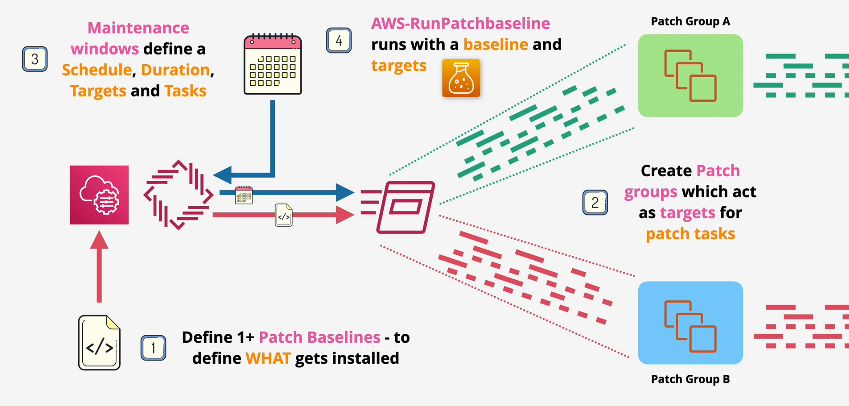 3
Maintenance
windows define a
Schedule, Duration,
Targets and Tasks
4
AWS-RunPatchbaseline
runs with a baseline and
targets
Patch Group A
2
Create Patch
groups which act
as targets for
patch tasks
</>
</>
1
Define 1+ Patch Baselines - to
define WHAT gets installed
Patch Group B